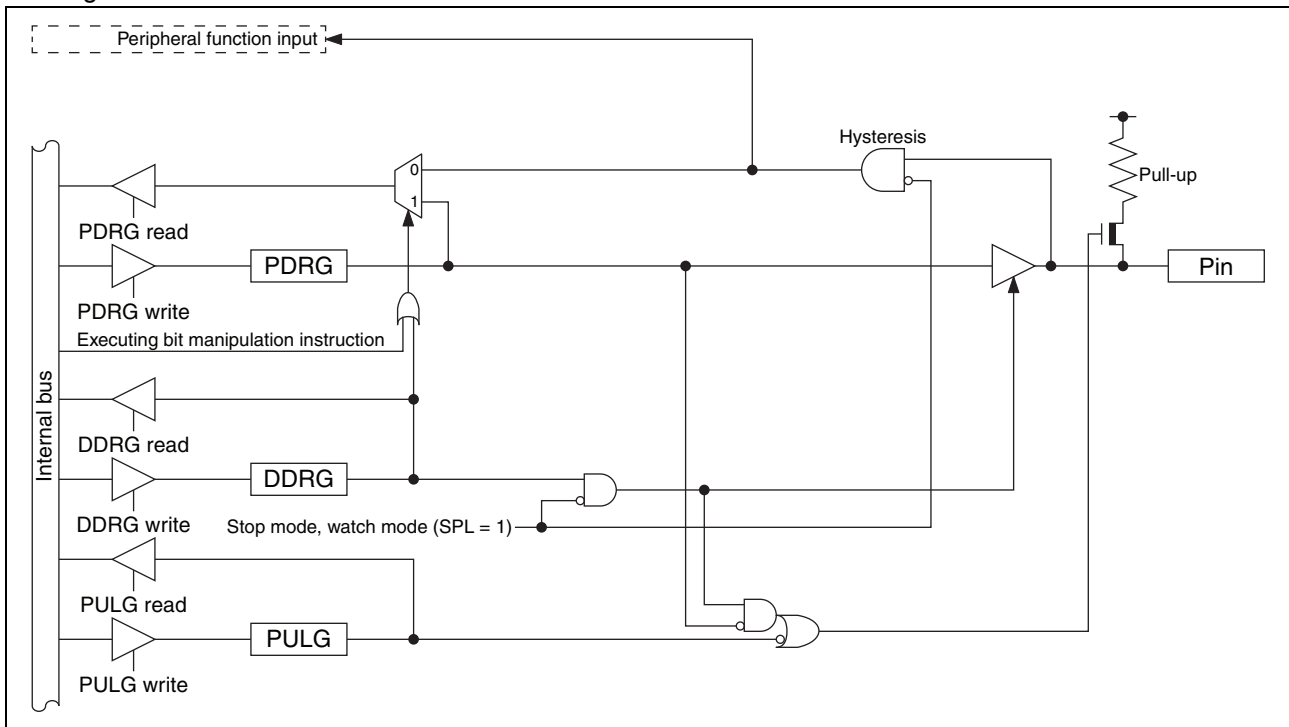 Peripheral function input
Hysteresis
0
Pull-up
1
PDRG read
PDRG
Pin
PDRG write
Executing bit manipulation instruction
Internal bus
DDRG read
DDRG
DDRG write
Stop mode, watch mode (SPL = 1)
PULG read
PULG
PULG write